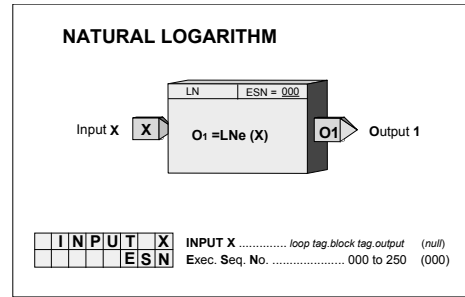 NATURAL LOGARITHM
LN ESN = 000
Input X X O1 =LNe (X) O1 Output 1
INPUT X INPUT X .............. loop tag.block tag.output (null)
ESN Exec. Seq. No. ..................... 000 to 250 (000)